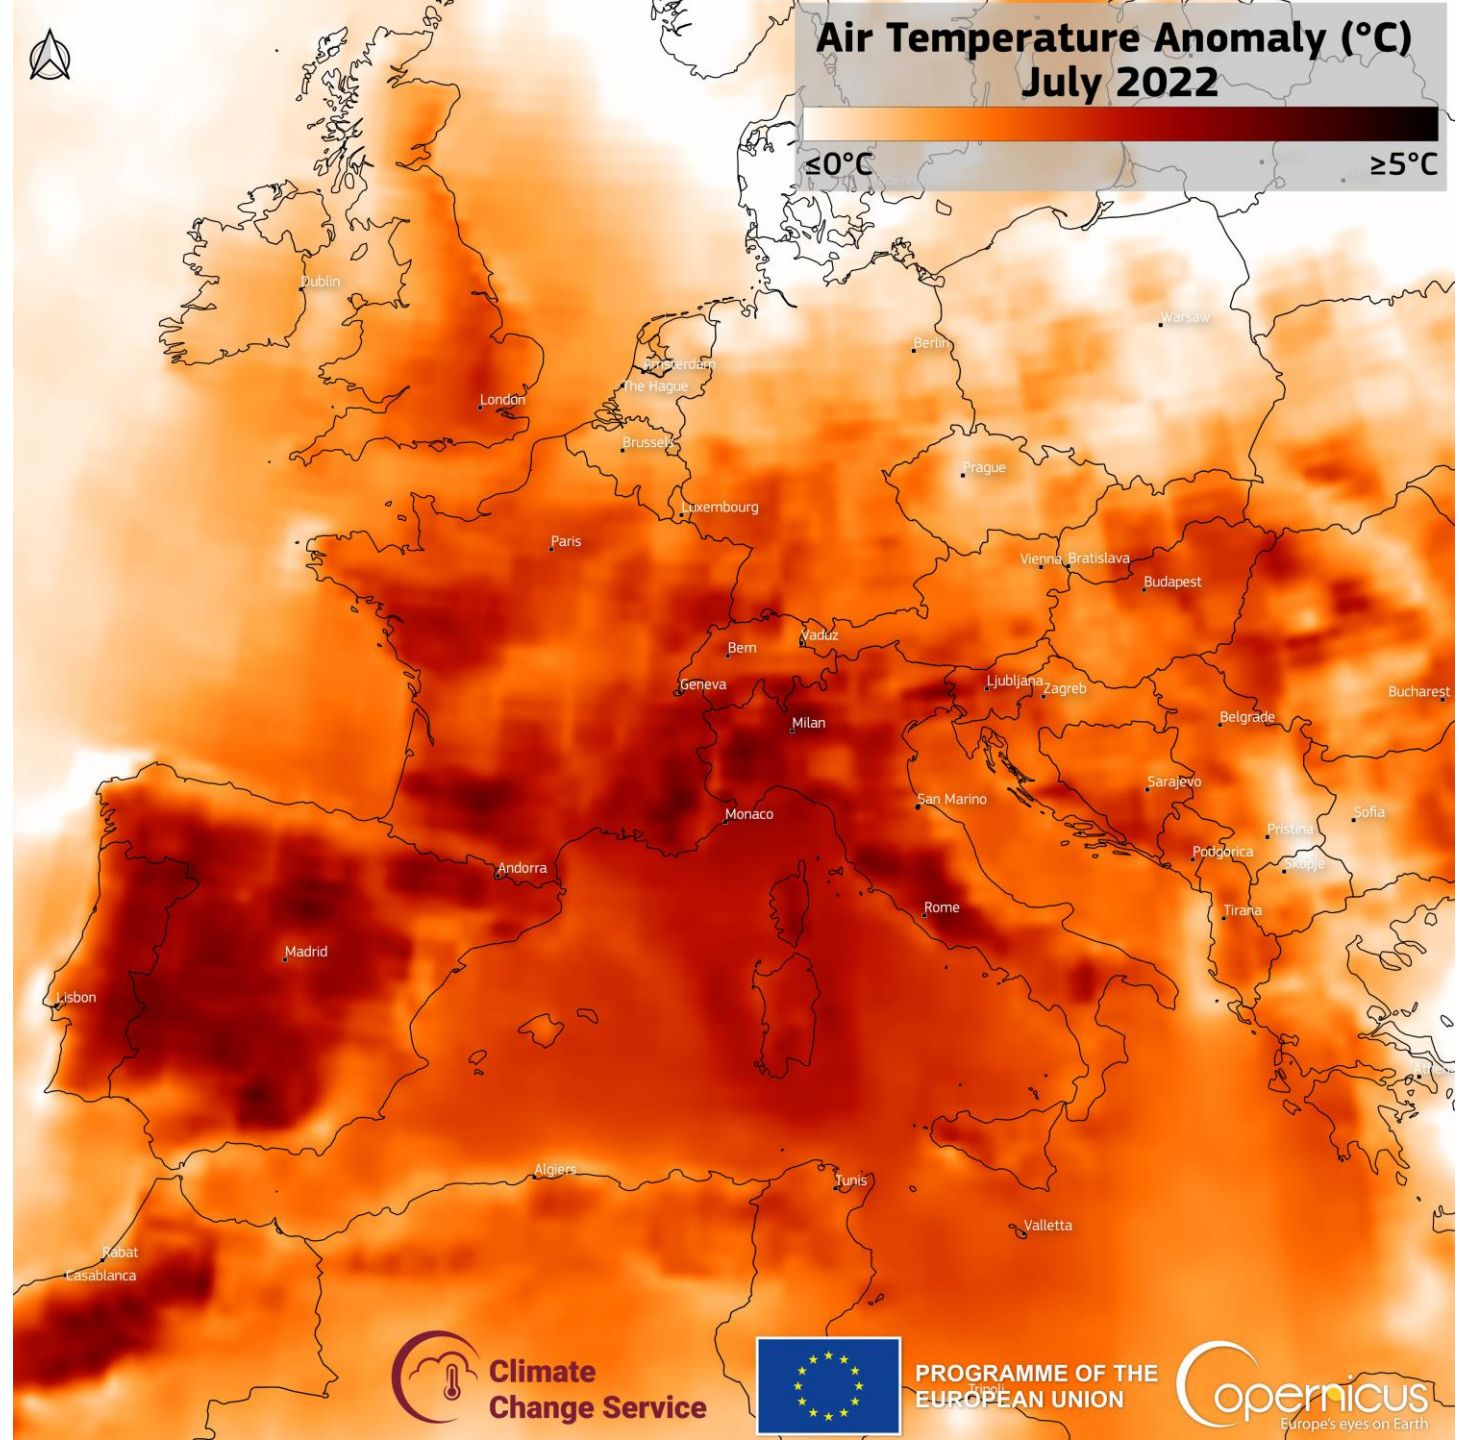 Air Temperature Anomaly (°C)
July 2022
≤0°C
≥5°C
Dublin
Warsaw
Berlin
Amsterdam
The Hague
London
Brussels
Prague
Luxembourg
Paris
Vienna
Bratislava
Budapest
Vaduz
Bern
Geneva
Ljubljana
Zagreb
Bucharest
Milan
Belgrade
Sarajevo
San Marino
Monaco
Sofia
Pristina
Podgorica
Skopje
Andorra
Rome
Tirana
Madrid
Lisbon
Athens
Algiers
Tunis
Valletta
Rabat
Casablanca
Climate
Change Service
PROGRAMME OF THE
EUROPEAN UNION
Tripoli
opernicus
Europe's eyes on Earth